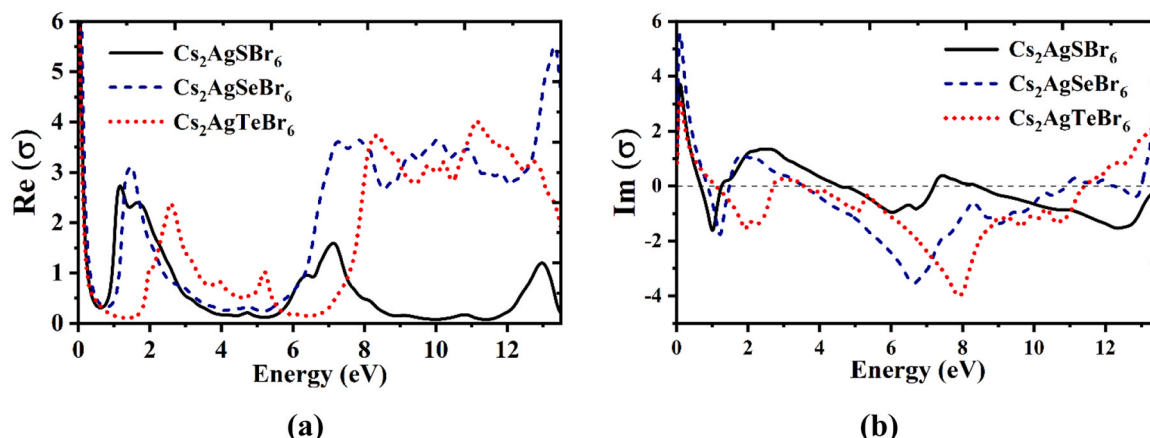 6
5
4
3
2
1
0
Re (σ)
Cs₂AgSBr₆
Cs₂AgSeBr₆
Cs₂AgTeBr₆
0 2 4 6 8 10 12
Energy (eV)
(a)
6
4
2
0
-2
-4
Im (σ)
Cs₂AgSBr₆
Cs₂AgSeBr₆
Cs₂AgTeBr₆
0 2 4 6 8 10 12
Energy (eV)
(b)